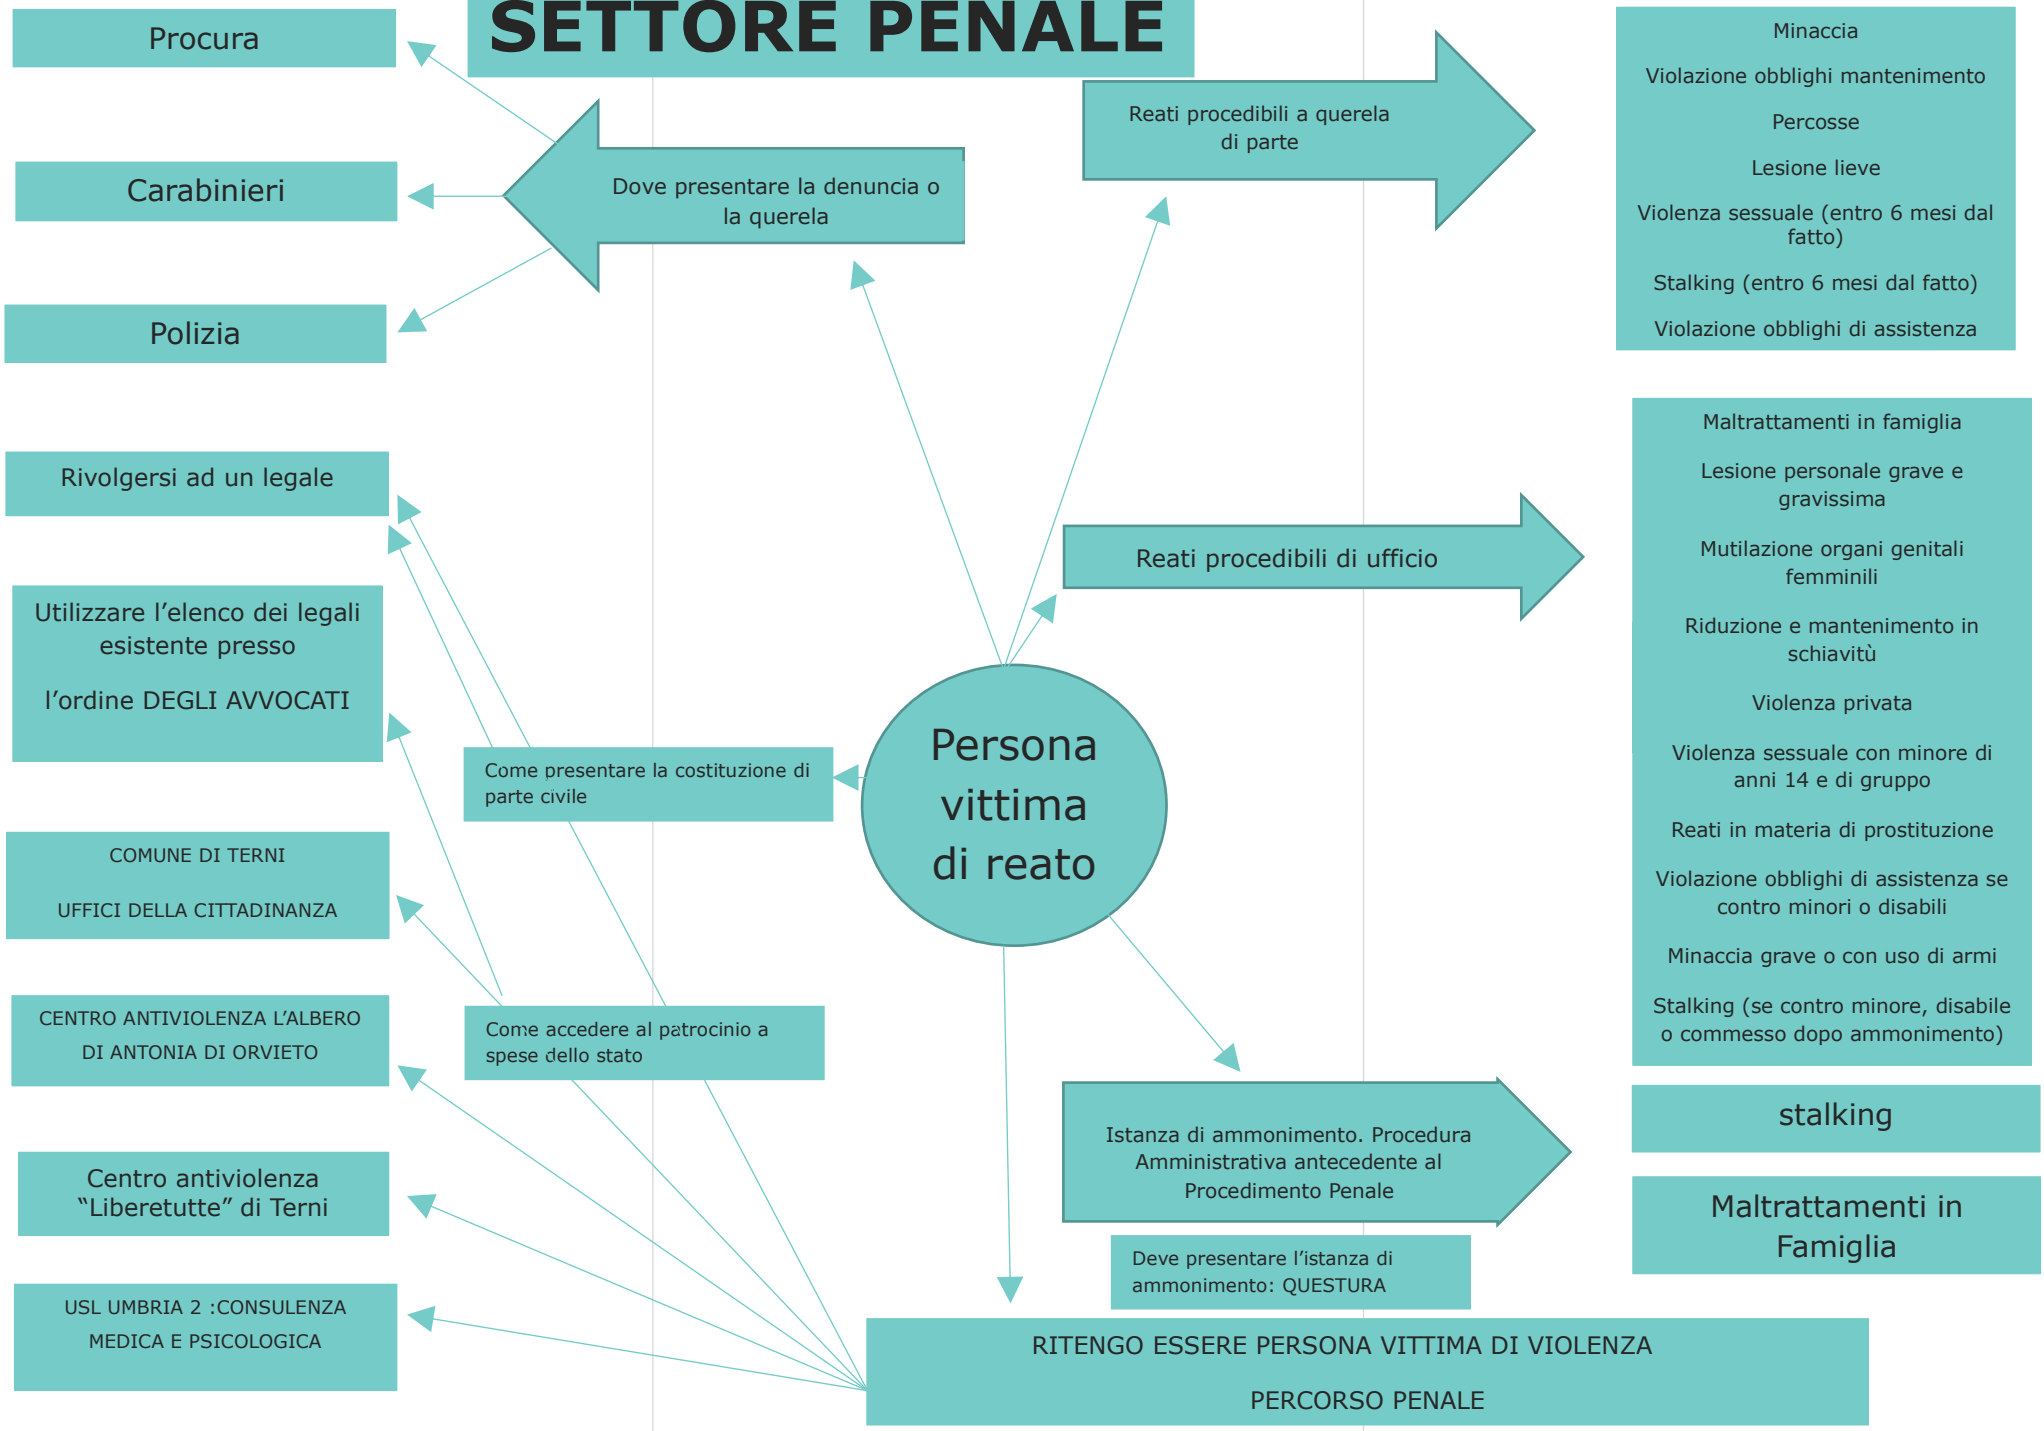 SETTORE PENALE
Procura
Carabinieri
Polizia
Dove presentare la denuncia o
la querela
Reati procedibili a querela
di parte
Minaccia
Violazione obblighi mantenimento
Percosse
Lesione lieve
Violenza sessuale (entro 6 mesi dal
fatto)
Stalking (entro 6 mesi dal fatto)
Violazione obblighi di assistenza
Rivolgersi ad un legale
Utilizzare l’elenco dei legali
esistente presso
l’ordine DEGLI AVVOCATI
COMUNE DI TERNI
UFFICI DELLA CITTADINANZA
CENTRO ANTIVIOLENZA L’ALBERO
DI ANTONIA DI ORVIETO
Centro antiviolenza
“Liberetutte” di Terni
USL UMBRIA 2 :CONSULENZA
MEDICA E PSICOLOGICA
Come presentare la costituzione di
parte civile
Come accedere al patrocinio a
spese dello stato
Persona
vittima
di reato
Reati procedibili di ufficio
Maltrattamenti in famiglia
Lesione personale grave e
gravissima
Mutilazione organi genitali
femminili
Riduzione e mantenimento in
schiavitù
Violenza privata
Violenza sessuale con minore di
anni 14 e di gruppo
Reati in materia di prostituzione
Violazione obblighi di assistenza se
contro minori o disabili
Minaccia grave o con uso di armi
Stalking (se contro minore, disabile
o commesso dopo ammonimento)
Istanza di ammonimento. Procedura
Amministrativa antecedente al
Procedimento Penale
stalking
Maltrattamenti in
Famiglia
Deve presentare l’istanza di
ammonimento: QUESTURA
RITENGO ESSERE PERSONA VITTIMA DI VIOLENZA
PERCORSO PENALE